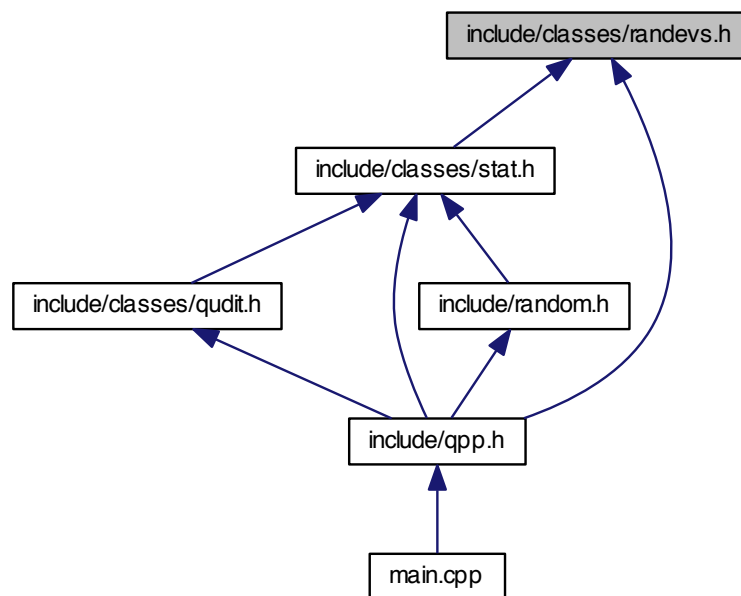 include/classes/randevs.h
include/classes/stat.h
include/classes/qudit.h
include/random.h
include/qpp.h
main.cpp